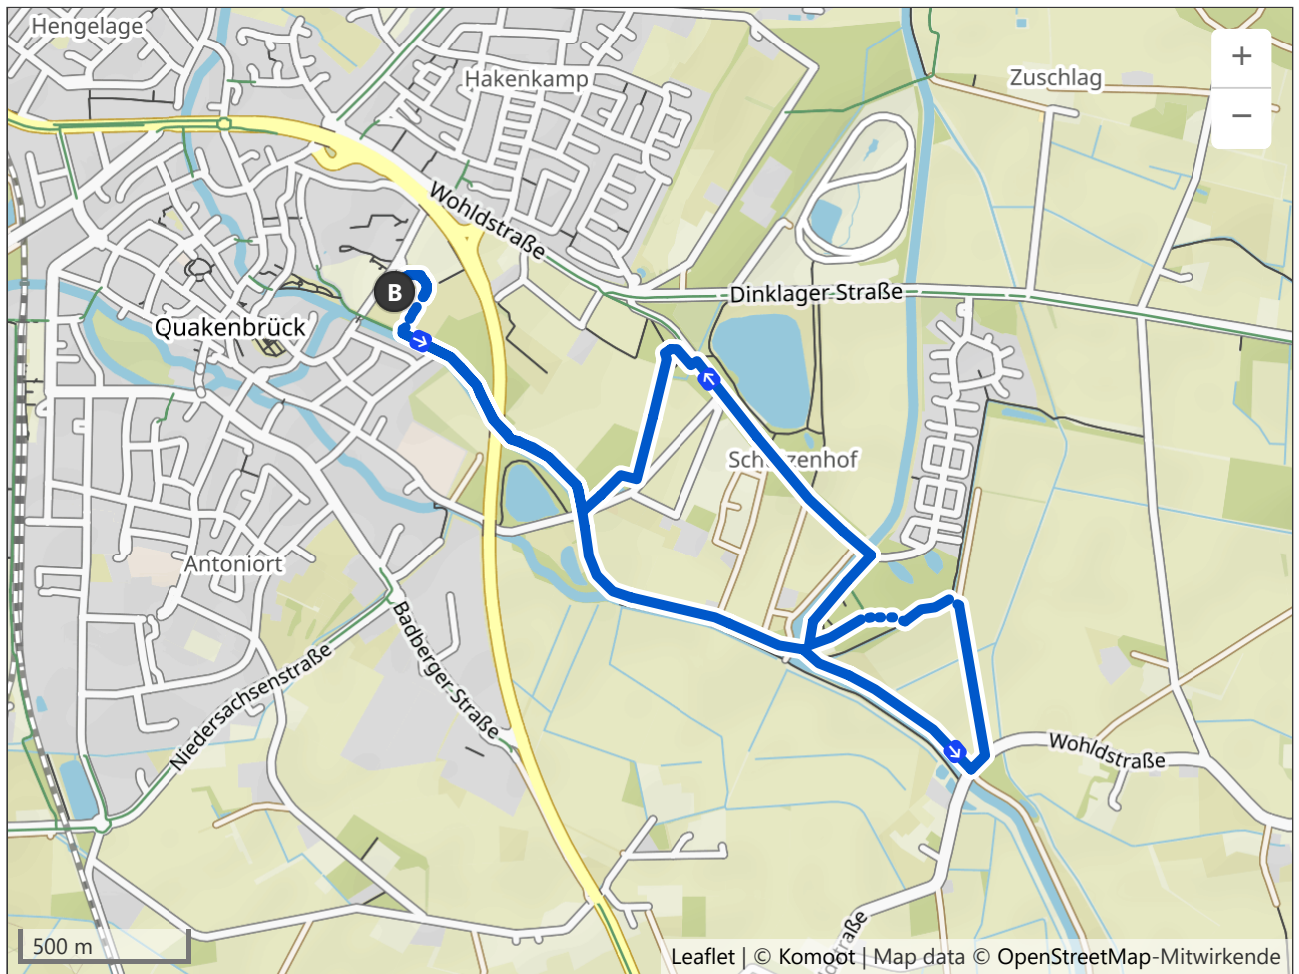 Hengelage
Hakenkamp
Zuschlag
+
−
Wohldstraße
B
Dinklager Straße
Quakenbrück
Antoniort
Badberger Straße
Niedersachsenstraße
Wohldstraße
500 m
Leaflet | © Komoot | Map data © OpenStreetMap-Mitwirkende